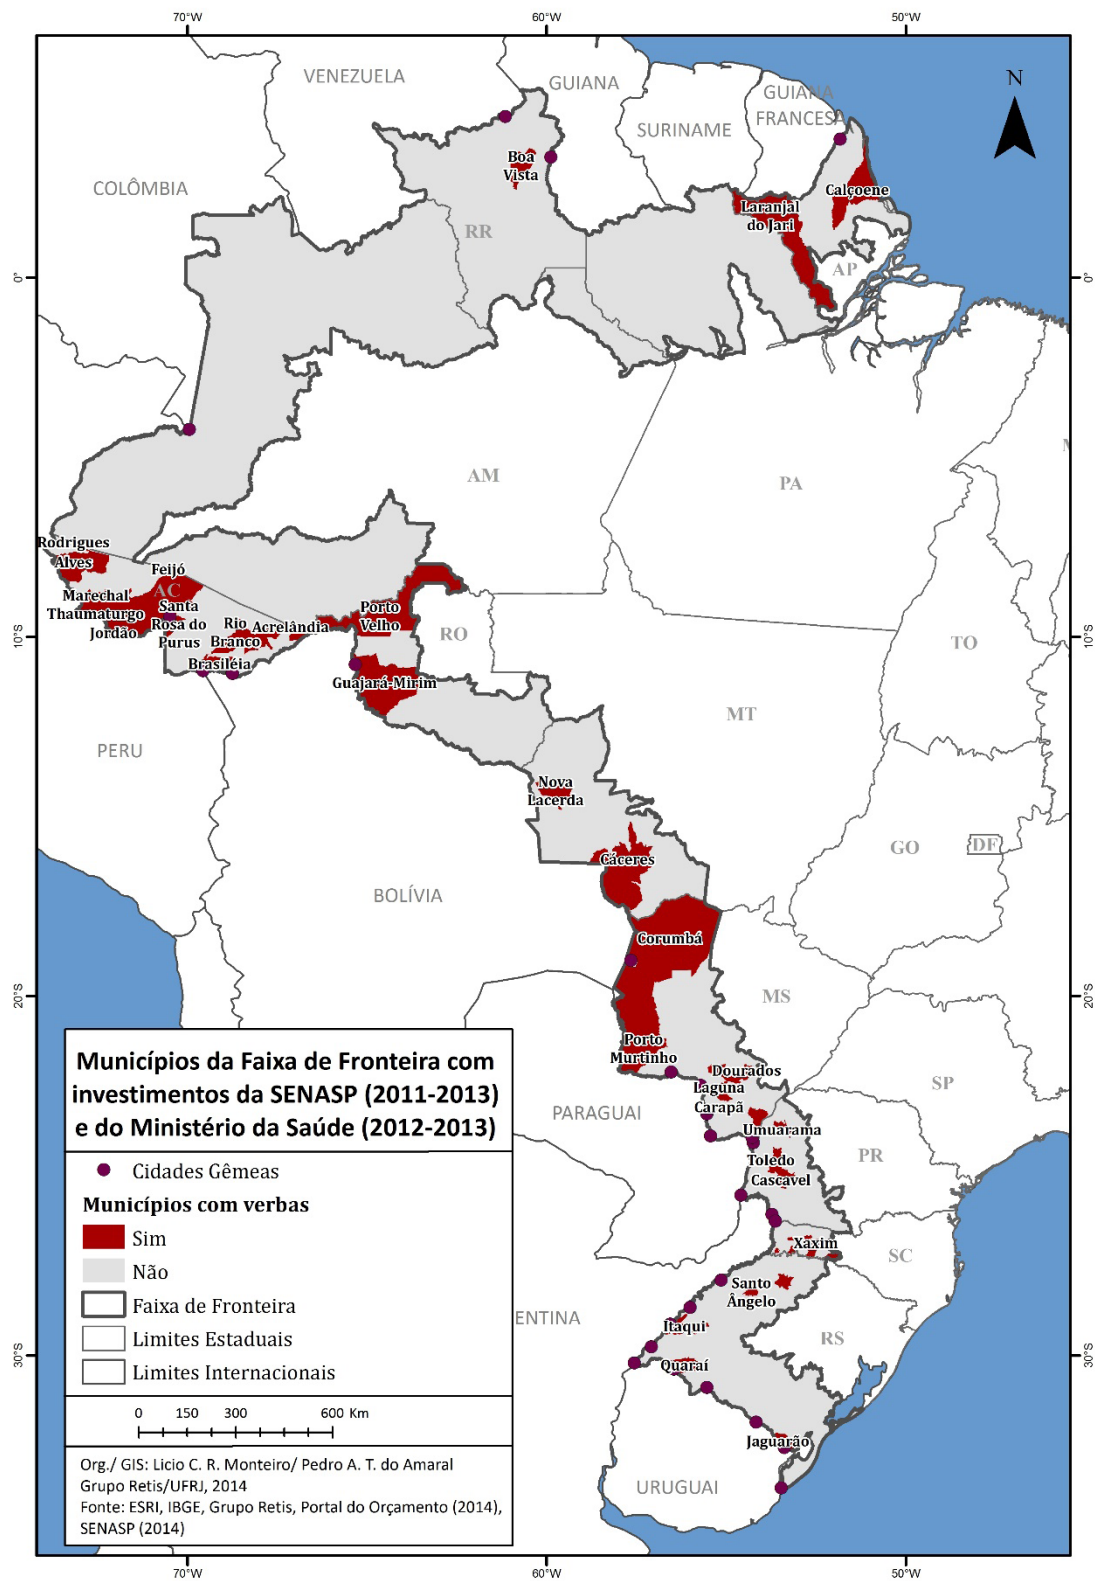 70°W
60°W
50°W
N
VENEZUELA
GUIANA
GUIANA
FRANCESA
SURINAME
COLÔMBIA
Boa
Vista
Calçoene
Laranjal
do Jari
RR
AP
0°
0°
AM
PA
Rodrigues
Alves
Feijó
AC
Marechal
Thaumaturgo
Jordão
Santa
Rosa do
Purus
Rio
Branco
Acrelândia
Brasiléia
Porto
Velho
RO
Guajará-Mirim
10°S
10°S
TO
MT
PERU
Nova
Lacerda
Cáceres
GO
DF
BOLÍVIA
Corumbá
20°S
20°S
MS
Porto
Murtinho
Dourados
Laguna
Carapã
SP
PARAGUAI
Umuarama
Toledo
Cascavel
PR
Xaxim
SC
Santo
Ângelo
ENTINA
Itaqui
RS
Quaraí
30°S
30°S
Jaguarão
URUGUAI
Municípios da Faixa de Fronteira com
investimentos da SENASP (2011-2013)
e do Ministério da Saúde (2012-2013)
Cidades Gêmeas
Municípios com verbas
Sim
Não
Faixa de Fronteira
Limites Estaduais
Limites Internacionais
0 150 300 600 Km
Org./ GIS: Licio C. R. Monteiro/ Pedro A. T. do Amaral
Grupo Retis/UFRJ, 2014
Fonte: ESRI, IBGE, Grupo Retis, Portal do Orçamento (2014),
SENASP (2014)
70°W
60°W
50°W